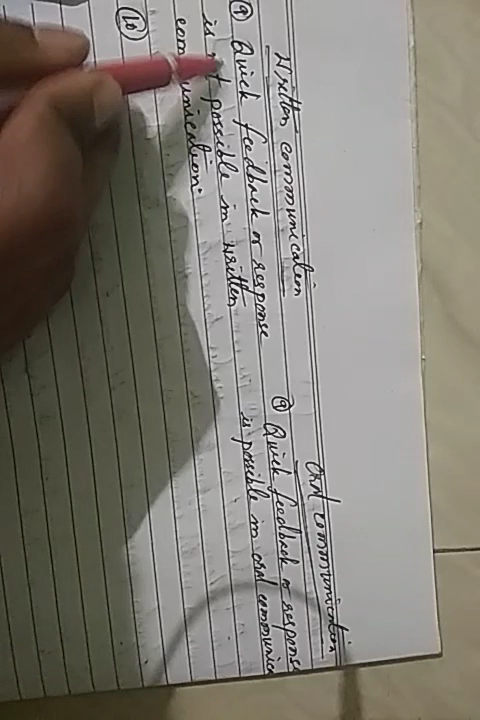 Written communication
Oral communication
⑨ Quick feedback or response
is not possible in written
communication.
⑨ Quick feedback or response
is possible in oral communica
⑩